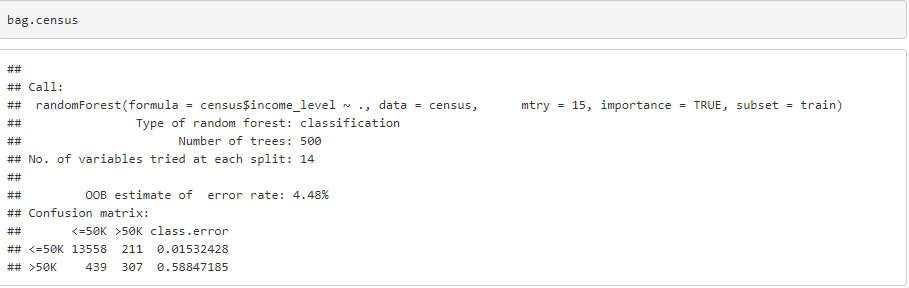 bag.census
##
## Call:
##  randomForest(formula = census$income_level ~ ., data = census,      mtry = 15, importance = TRUE, subset = train)
##                Type of random forest: classification
##                      Number of trees: 500
## No. of variables tried at each split: 14
##
##         OOB estimate of  error rate: 4.48%
## Confusion matrix:
##       <=50K >50K class.error
## <=50K 13558  211  0.01532428
## >50K    439  307  0.58847185